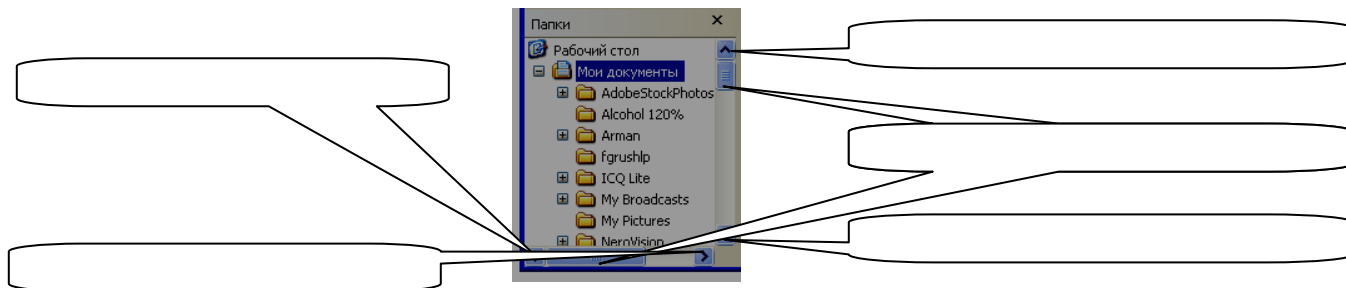 Папки
Рабочий стол
Мои документы
AdobeStockPhotos
Alcohol 120%
Arman
fgrushlp
ICQ Lite
My Broadcasts
My Pictures
NeroVision